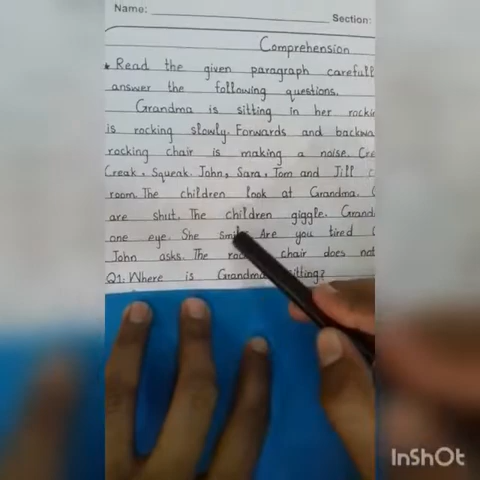 Name: Section:
Comprehension
* Read the given paragraph carefull
answer the following questions.
Grandma is sitting in her rockin
is rocking slowly. Forwards and backwa
rocking chair is making a noise. Cre
Creak, Squeak. John, Sara, Tom and Jill
room. The children look at Grandma.
are shut. The children giggle. Grand
one eye. She Are you tired
John asks. The chair does not
Q1: Where is Grandma sitting?
InShOt